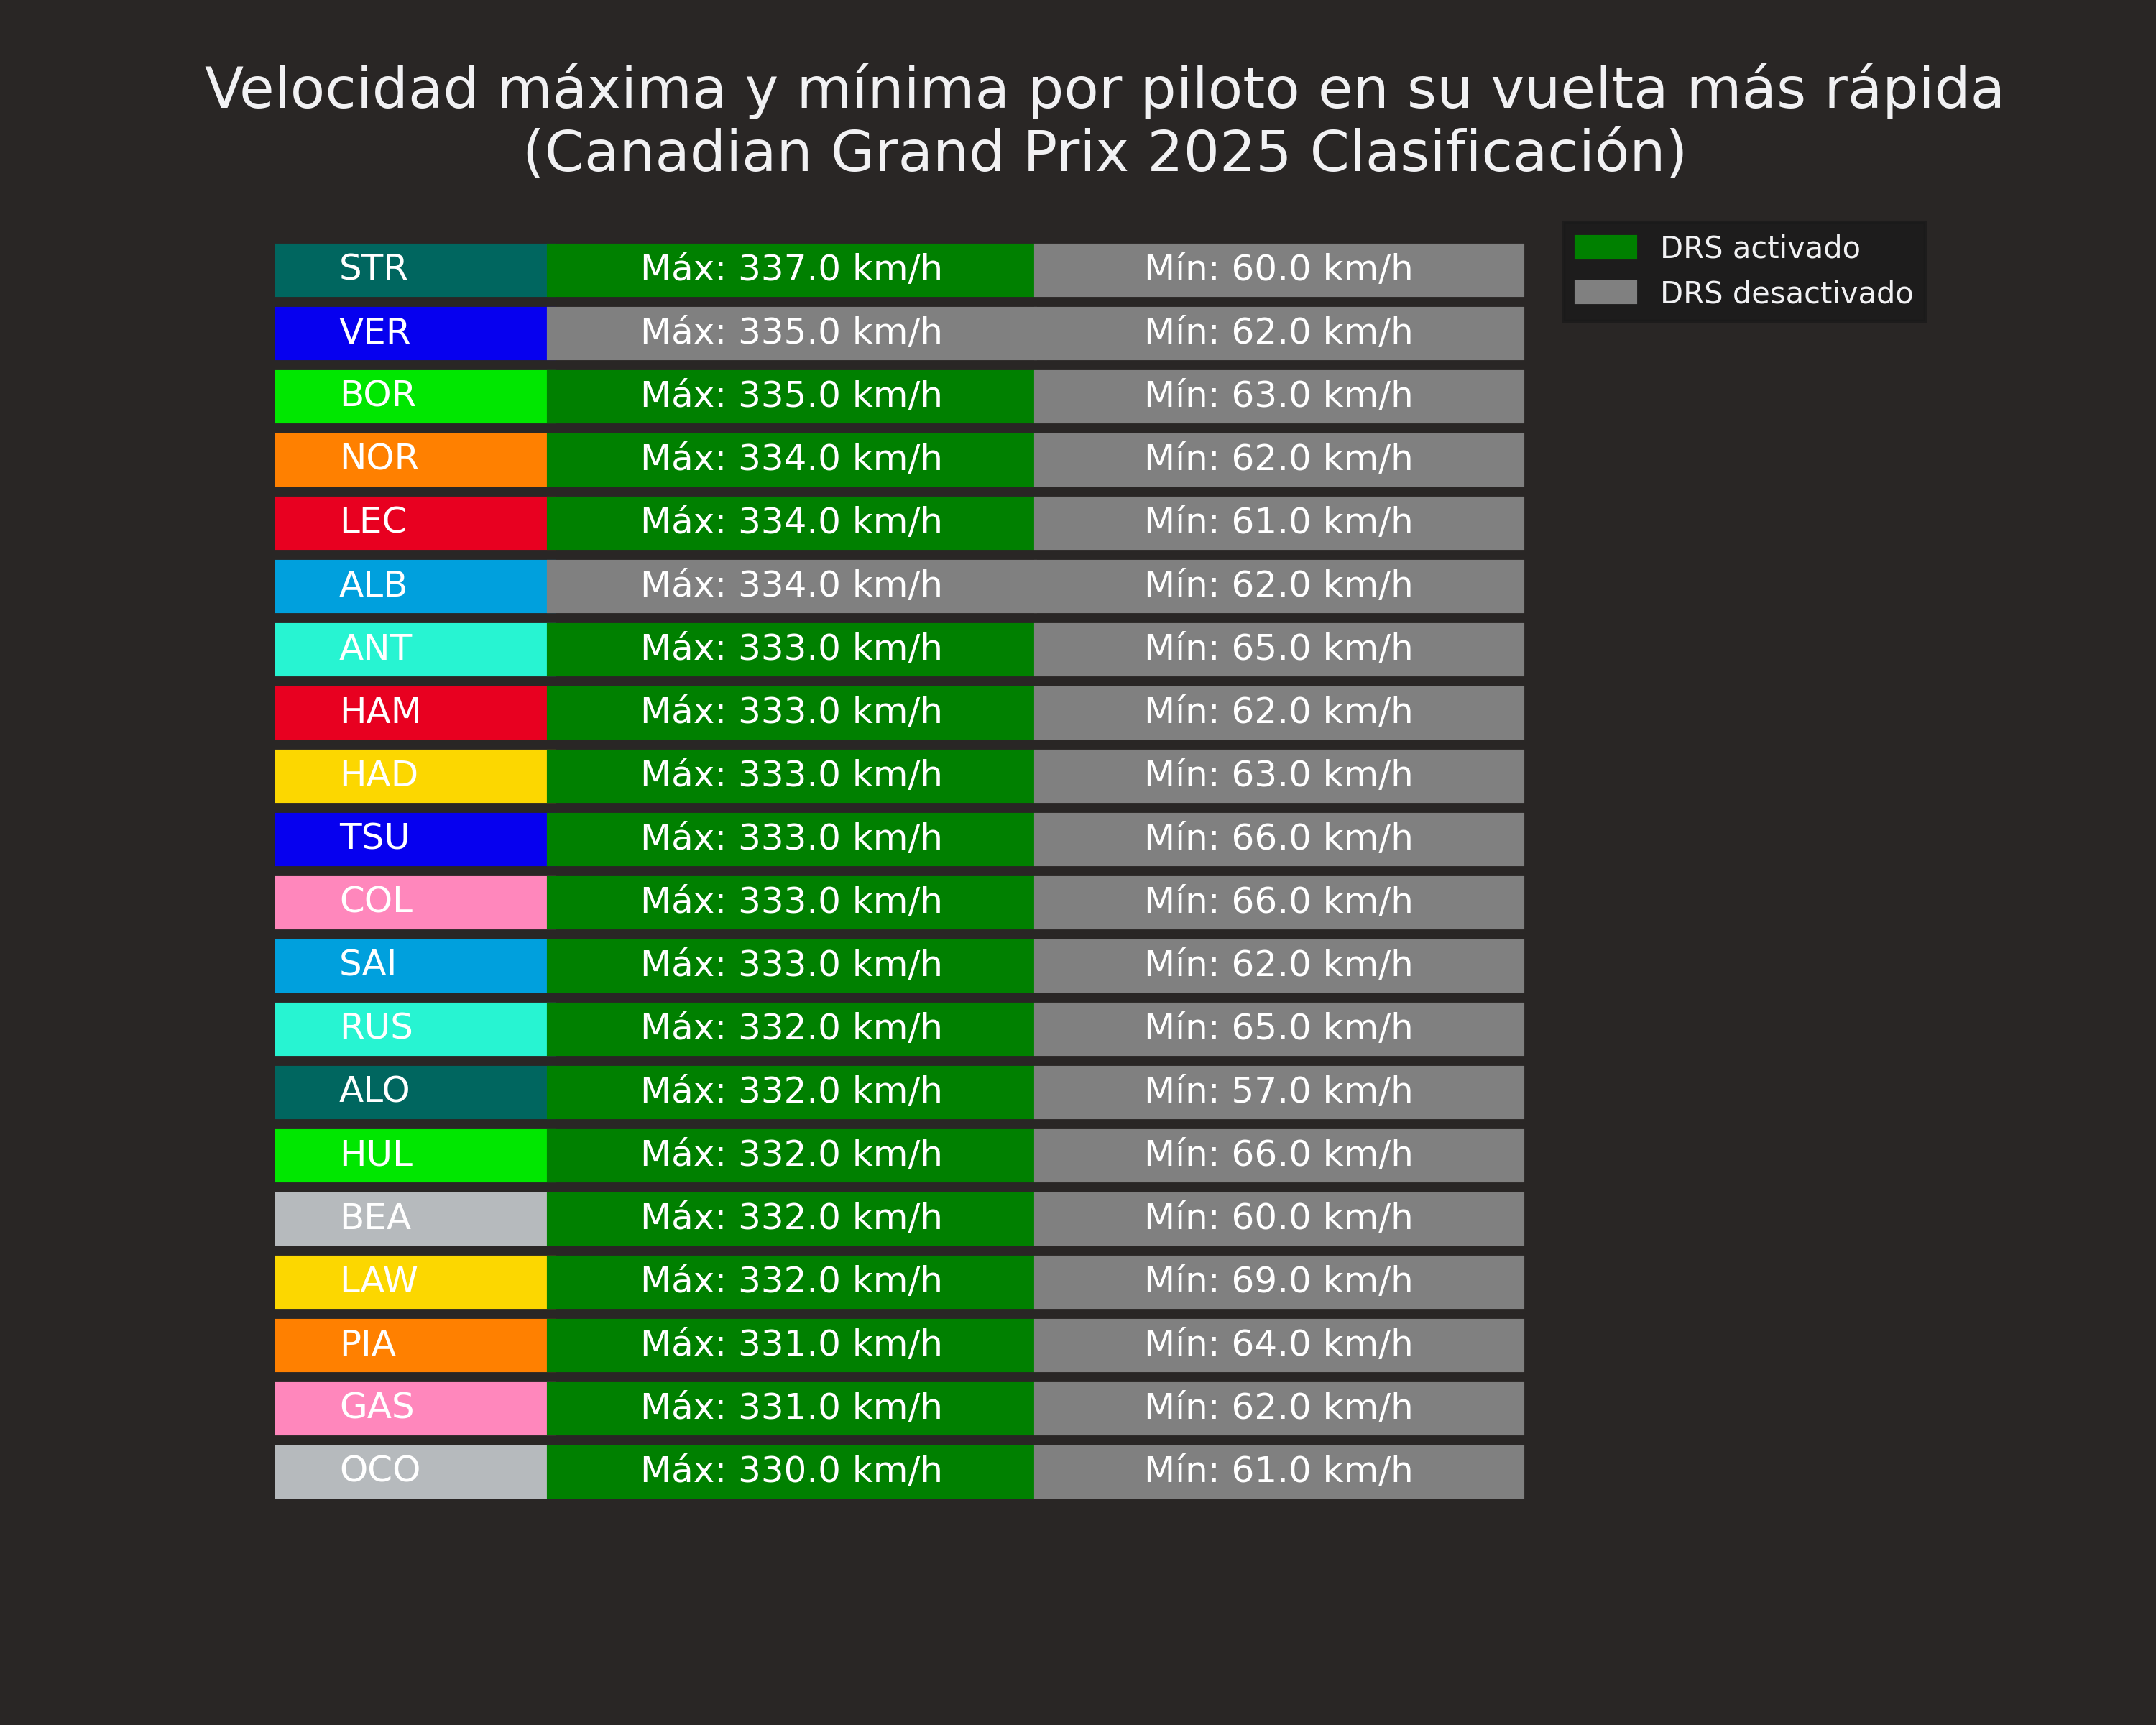 Velocidad máxima y mínima por piloto en su vuelta más rápida
(Canadian Grand Prix 2025 Clasificación)
DRS activado
DRS desactivado
STR Máx: 337.0 km/h Mín: 60.0 km/h
VER Máx: 335.0 km/h Mín: 62.0 km/h
BOR Máx: 335.0 km/h Mín: 63.0 km/h
NOR Máx: 334.0 km/h Mín: 62.0 km/h
LEC Máx: 334.0 km/h Mín: 61.0 km/h
ALB Máx: 334.0 km/h Mín: 62.0 km/h
ANT Máx: 333.0 km/h Mín: 65.0 km/h
HAM Máx: 333.0 km/h Mín: 62.0 km/h
HAD Máx: 333.0 km/h Mín: 63.0 km/h
TSU Máx: 333.0 km/h Mín: 66.0 km/h
COL Máx: 333.0 km/h Mín: 66.0 km/h
SAI Máx: 333.0 km/h Mín: 62.0 km/h
RUS Máx: 332.0 km/h Mín: 65.0 km/h
ALO Máx: 332.0 km/h Mín: 57.0 km/h
HUL Máx: 332.0 km/h Mín: 66.0 km/h
BEA Máx: 332.0 km/h Mín: 60.0 km/h
LAW Máx: 332.0 km/h Mín: 69.0 km/h
PIA Máx: 331.0 km/h Mín: 64.0 km/h
GAS Máx: 331.0 km/h Mín: 62.0 km/h
OCO Máx: 330.0 km/h Mín: 61.0 km/h